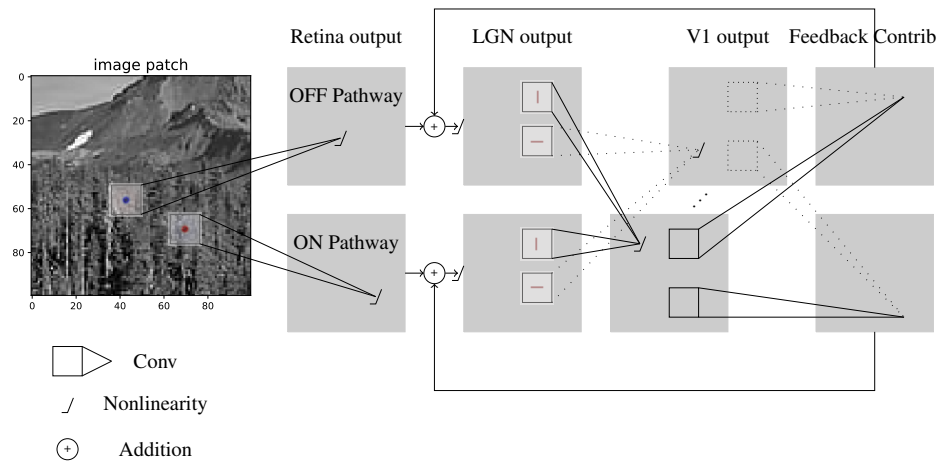 Retina output
LGN output
V1 output
Feedback Contrib
image patch
OFF Pathway
ON Pathway
0
20
40
60
80
0
20
40
60
80
+
+
...
Conv
Nonlinearity
+
Addition